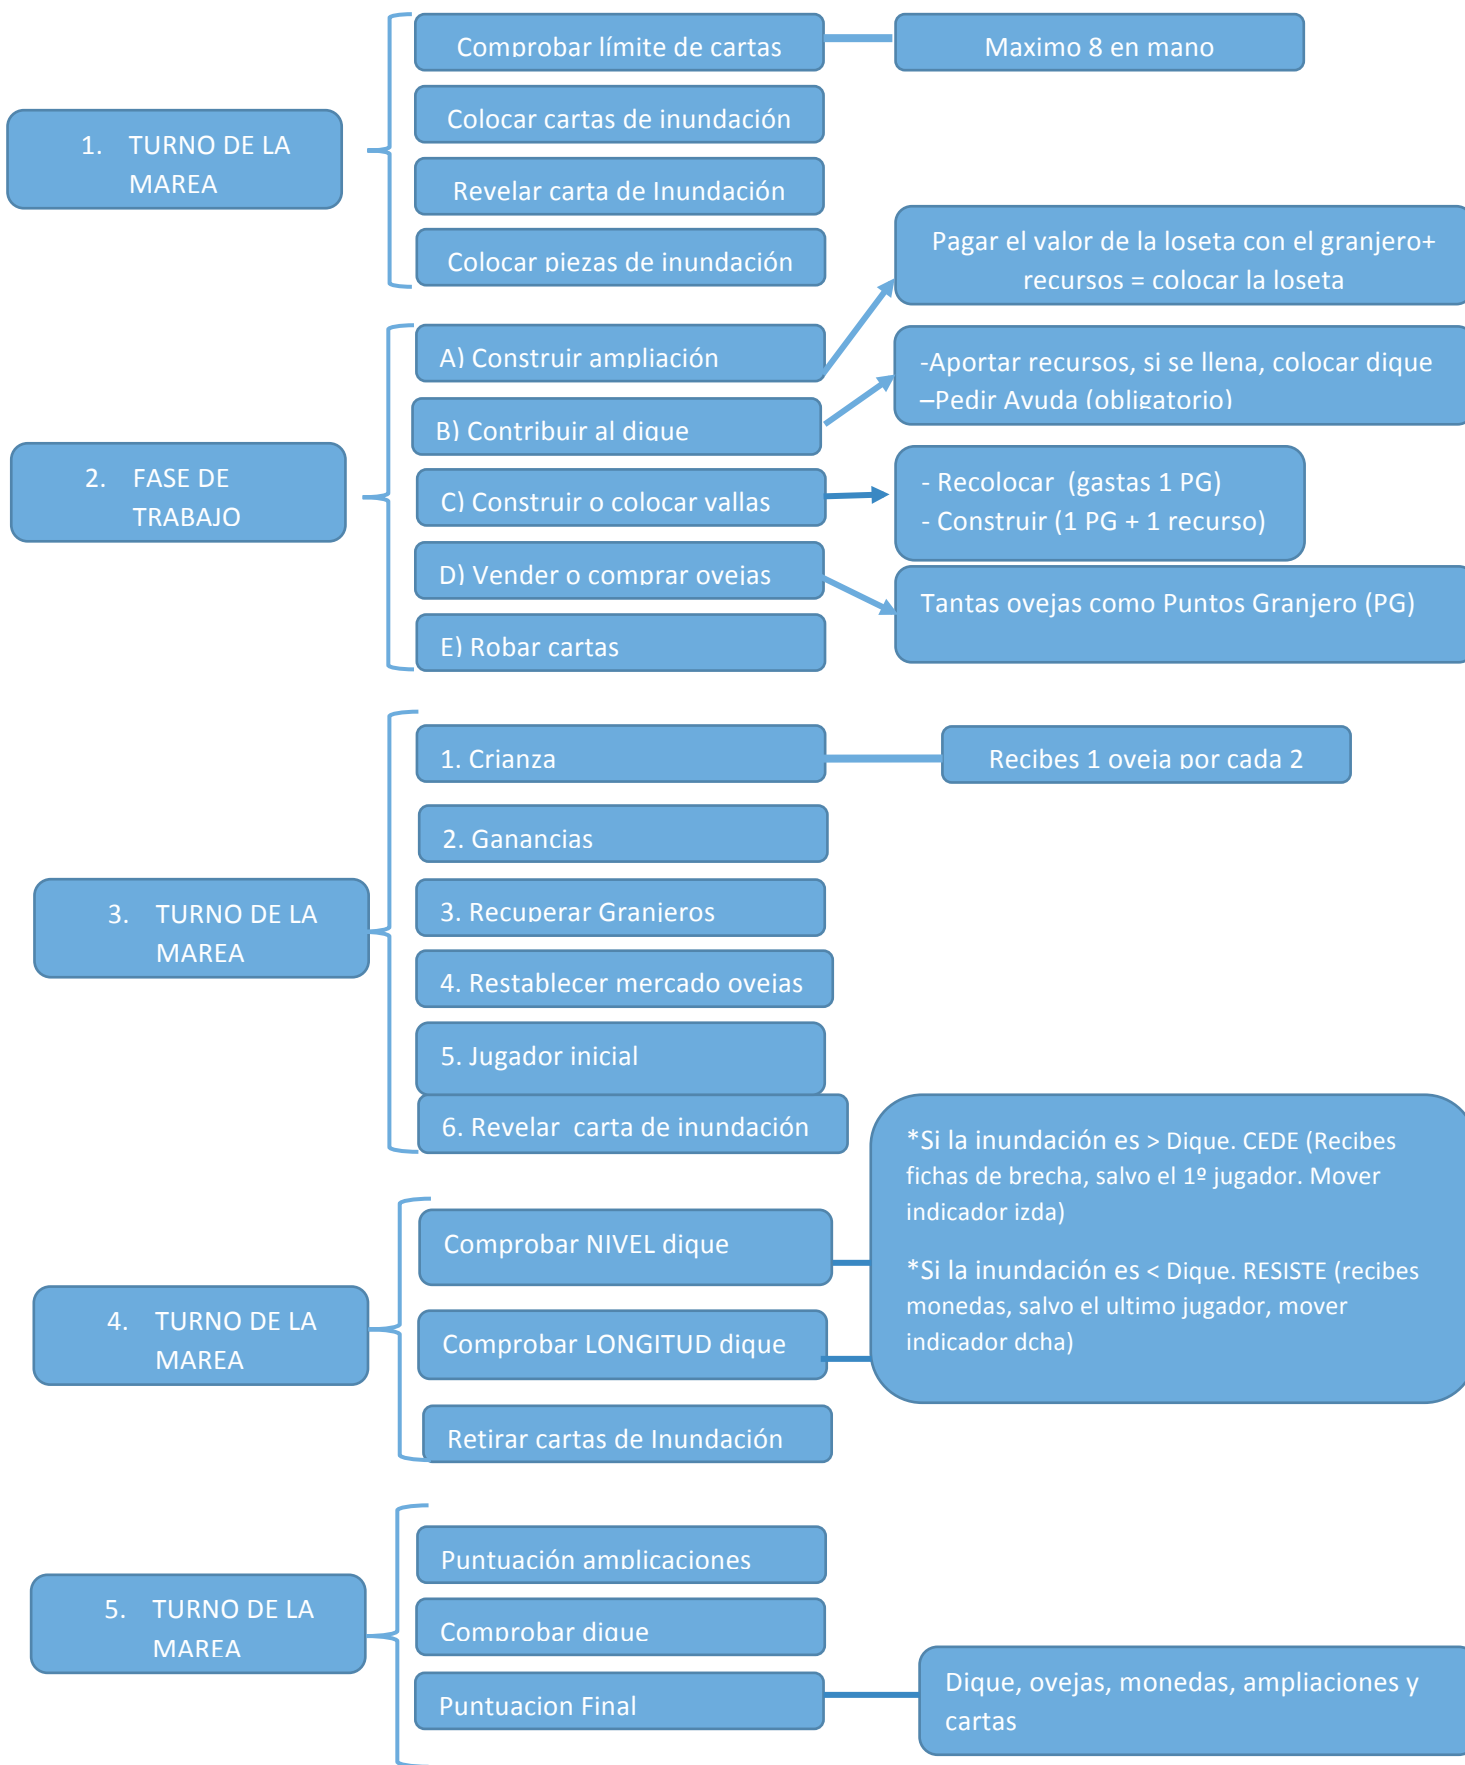 1. TURNO DE LA
MAREA
Comprobar límite de cartas
Maximo 8 en mano
Colocar cartas de inundación
Revelar carta de Inundación
Colocar piezas de inundación
2. FASE DE
TRABAJO
A) Construir ampliación
Pagar el valor de la loseta con el granjero+
recursos = colocar la loseta
B) Contribuir al dique
-Aportar recursos, si se llena, colocar dique
–Pedir Ayuda (obligatorio)
C) Construir o colocar vallas
- Recolocar (gastas 1 PG)
- Construir (1 PG + 1 recurso)
D) Vender o comprar ovejas
Tantas ovejas como Puntos Granjero (PG)
E) Robar cartas
3. TURNO DE LA
MAREA
1. Crianza
Recibes 1 oveja por cada 2
2. Ganancias
3. Recuperar Granjeros
4. Restablecer mercado ovejas
5. Jugador inicial
6. Revelar carta de inundación
4. TURNO DE LA
MAREA
Comprobar NIVEL dique
Comprobar LONGITUD dique
*Si la inundación es > Dique. CEDE (Recibes
fichas de brecha, salvo el 1º jugador. Mover
indicador izda)
*Si la inundación es < Dique. RESISTE (recibes
monedas, salvo el ultimo jugador, mover
indicador dcha)
Retirar cartas de Inundación
5. TURNO DE LA
MAREA
Puntuación amplicaciones
Comprobar dique
Puntuacion Final
Dique, ovejas, monedas, ampliaciones y
cartas